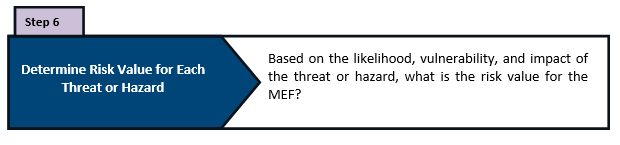 Step 6
Determine Risk Value for Each
Threat or Hazard
Based on the likelihood, vulnerability, and impact of
the threat or hazard, what is the risk value for the
MEF?